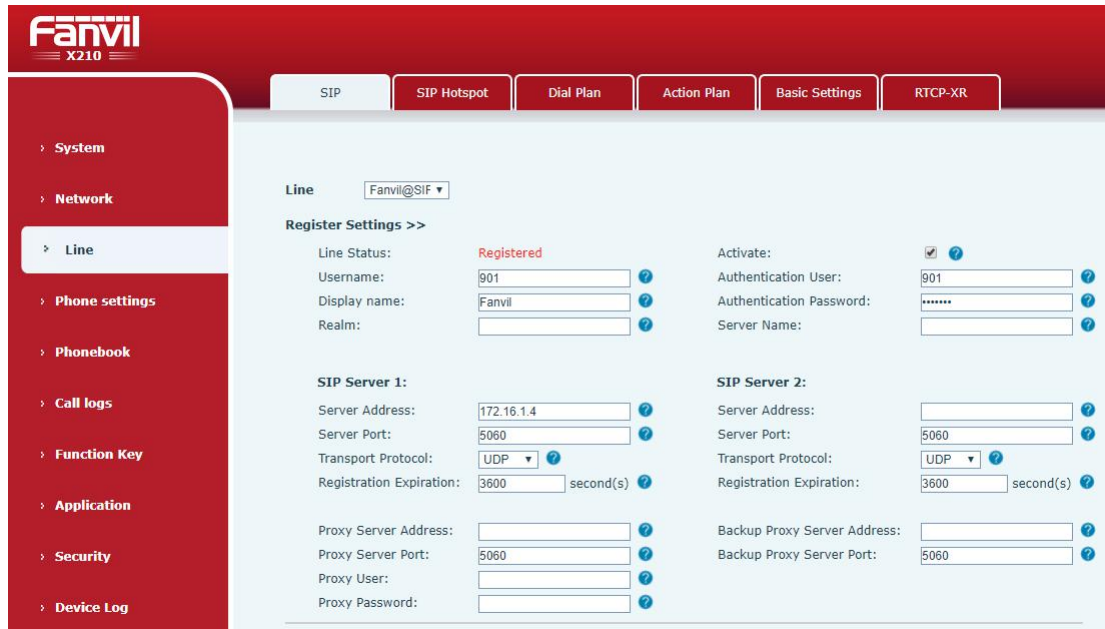 Fanvil
X210
SIP
SIP Hotspot
Dial Plan
Action Plan
Basic Settings
RTCP-XR
› System
› Network
› Line
› Phone settings
› Phonebook
› Call logs
› Function Key
› Application
› Security
› Device Log
Line Fanvil@SIF ▼
Register Settings >>
Line Status: Registered Activate: ?
Username: 901 ? Authentication User: 901 ?
Display name: Fanvil ? Authentication Password: ••••••• ?
Realm: ? Server Name: ?
SIP Server 1: SIP Server 2:
Server Address: 172.16.1.4 ? Server Address: ?
Server Port: 5060 ? Server Port: 5060 ?
Transport Protocol: UDP ▼ ? Transport Protocol: UDP ▼ ?
Registration Expiration: 3600 second(s) ? Registration Expiration: 3600 second(s) ?
Proxy Server Address: ? Backup Proxy Server Address: ?
Proxy Server Port: 5060 ? Backup Proxy Server Port: 5060 ?
Proxy User: ?
Proxy Password: ?